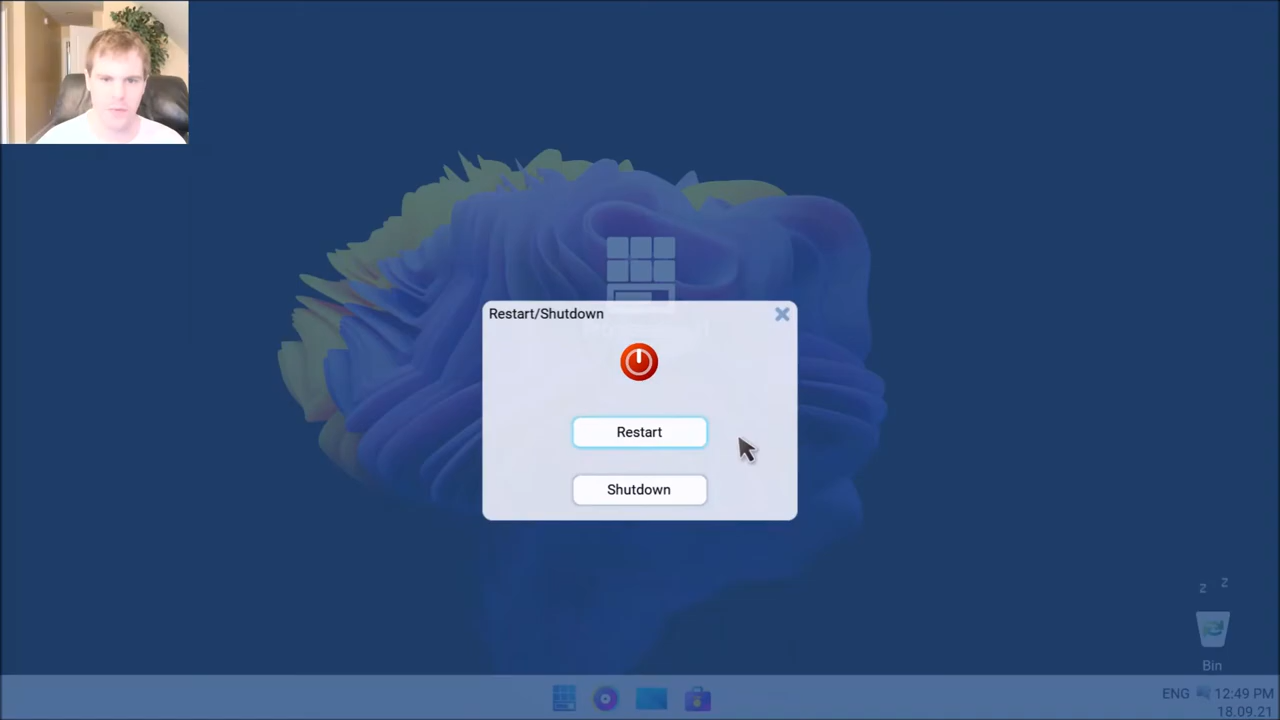 Restart/Shutdown
Restart
Shutdown
z z
Bin
ENG 12:49 PM
18.09.21